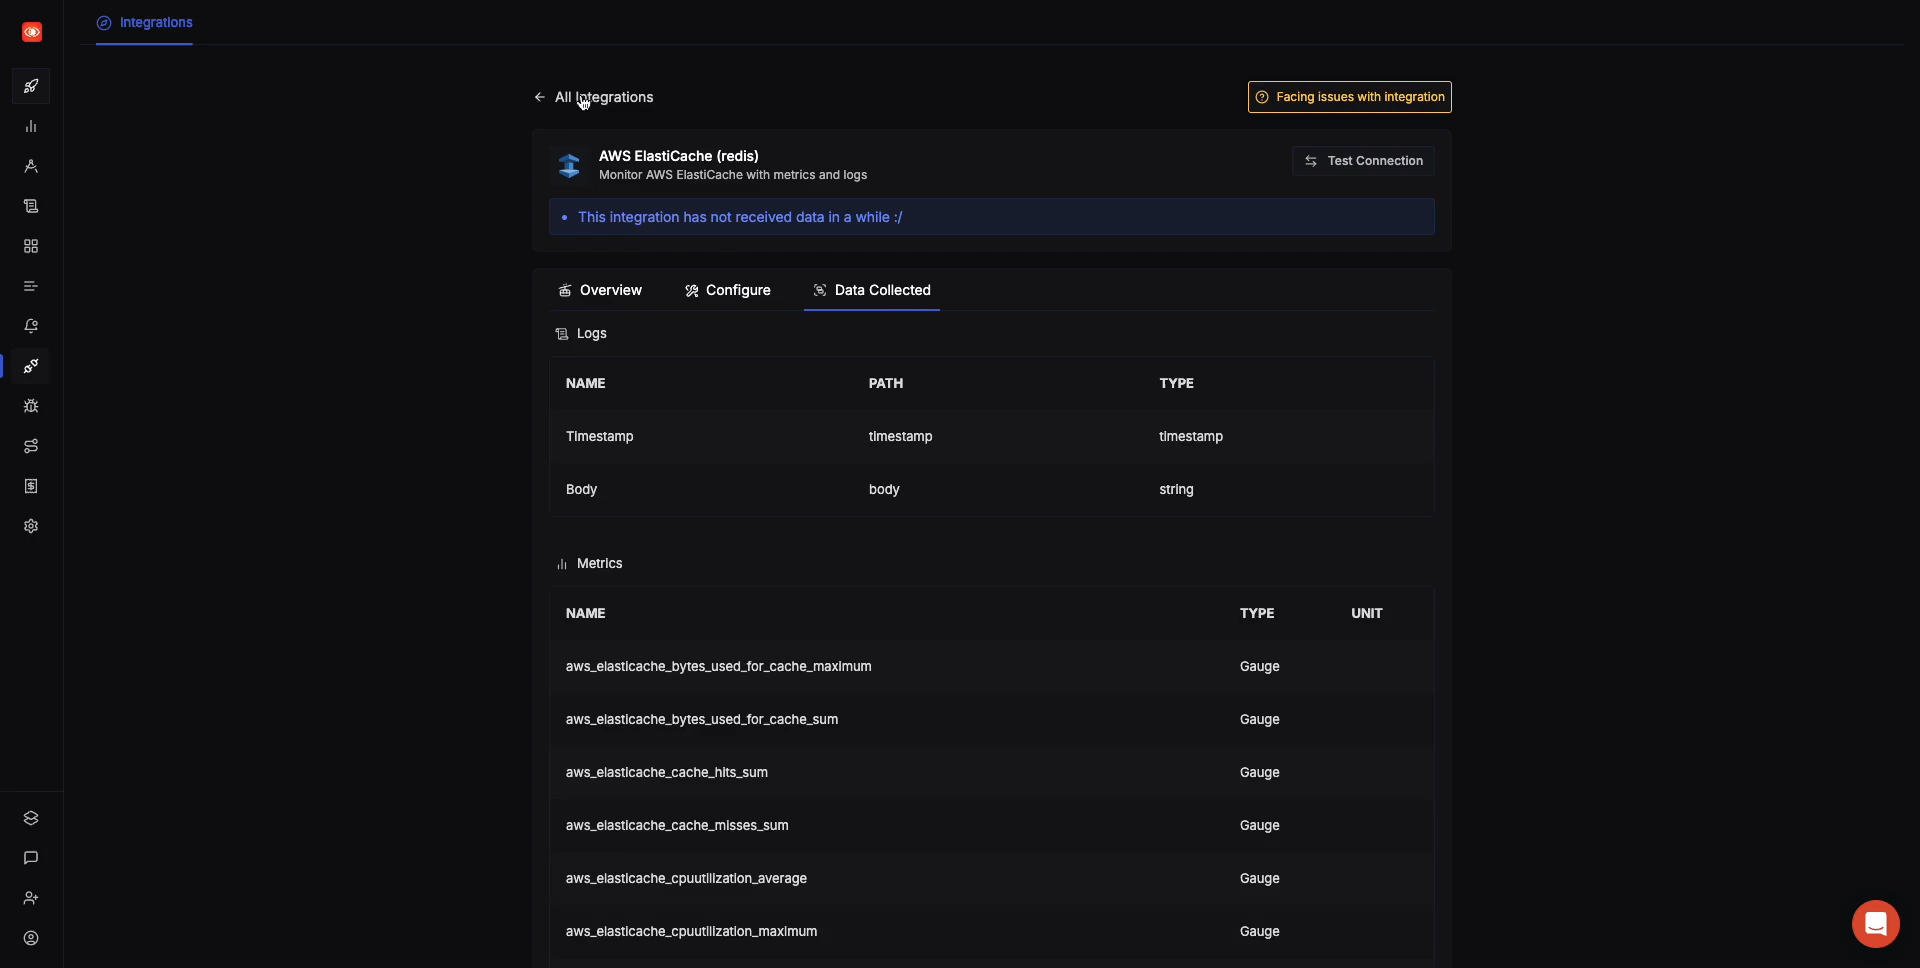 Integrations
All Integrations
Facing issues with integration
AWS ElastiCache (redis)
Monitor AWS ElastiCache with metrics and logs
Test Connection
This integration has not received data in a while :/
Overview
Configure
Data Collected
Logs
NAME PATH TYPE
Timestamp timestamp timestamp
Body body string
Metrics
NAME TYPE UNIT
aws_elasticache_bytes_used_for_cache_maximum Gauge
aws_elasticache_bytes_used_for_cache_sum Gauge
aws_elasticache_cache_hits_sum Gauge
aws_elasticache_cache_misses_sum Gauge
aws_elasticache_cpuutilization_average Gauge
aws_elasticache_cpuutilization_maximum Gauge